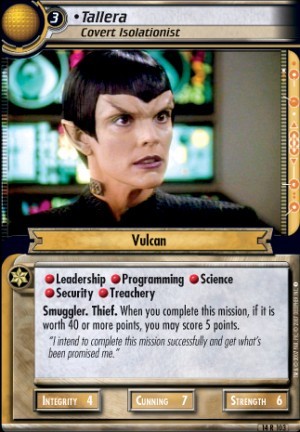 3
•Tallera
Covert Isolationist
Vulcan
Leadership Programming Science
Security Treachery
Smuggler. Thief. When you complete this mission, if it is
worth 40 or more points, you may score 5 points.
"I intend to complete this mission successfully and get what's
been promised me."
INTEGRITY 4 CUNNING 7 STRENGTH 6
14 R 103